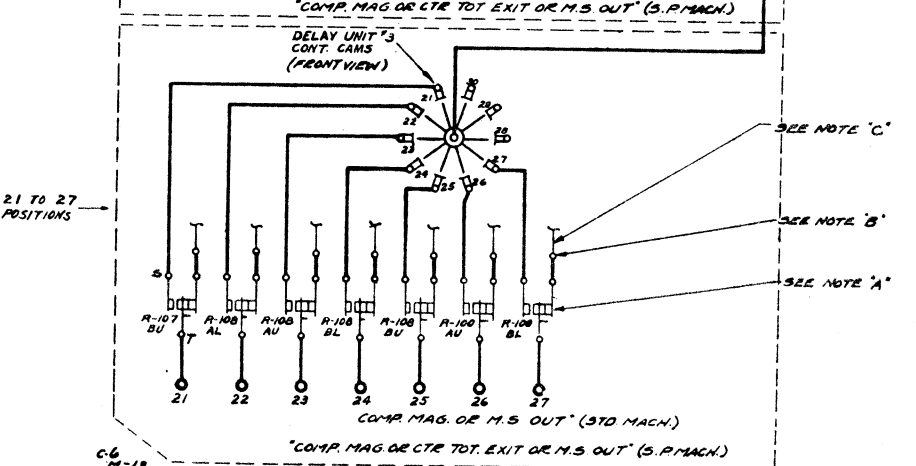 "COMP. MAG. OR CTR TOT EXIT OR M.S. OUT" (S.P. MACH.)
DELAY UNIT #3
CONT. CAMS
(FRONT VIEW)
21
30
22
29
23
28
24
27
25
26
SEE NOTE "C"
21 TO 27
POSITIONS
SEE NOTE "B"
S
SEE NOTE "A"
R-107
BU
R-108
AL
R-108
AU
R-108
BL
R-108
BU
R-100
AU
R-108
BL
T
21
22
23
24
25
26
27
COMP. MAG. OR M.S OUT" (STD. MACH.)
"COMP. MAG. OR CTR TOT. EXIT OR M.S OUT" (S.P. MACH.)
C-6